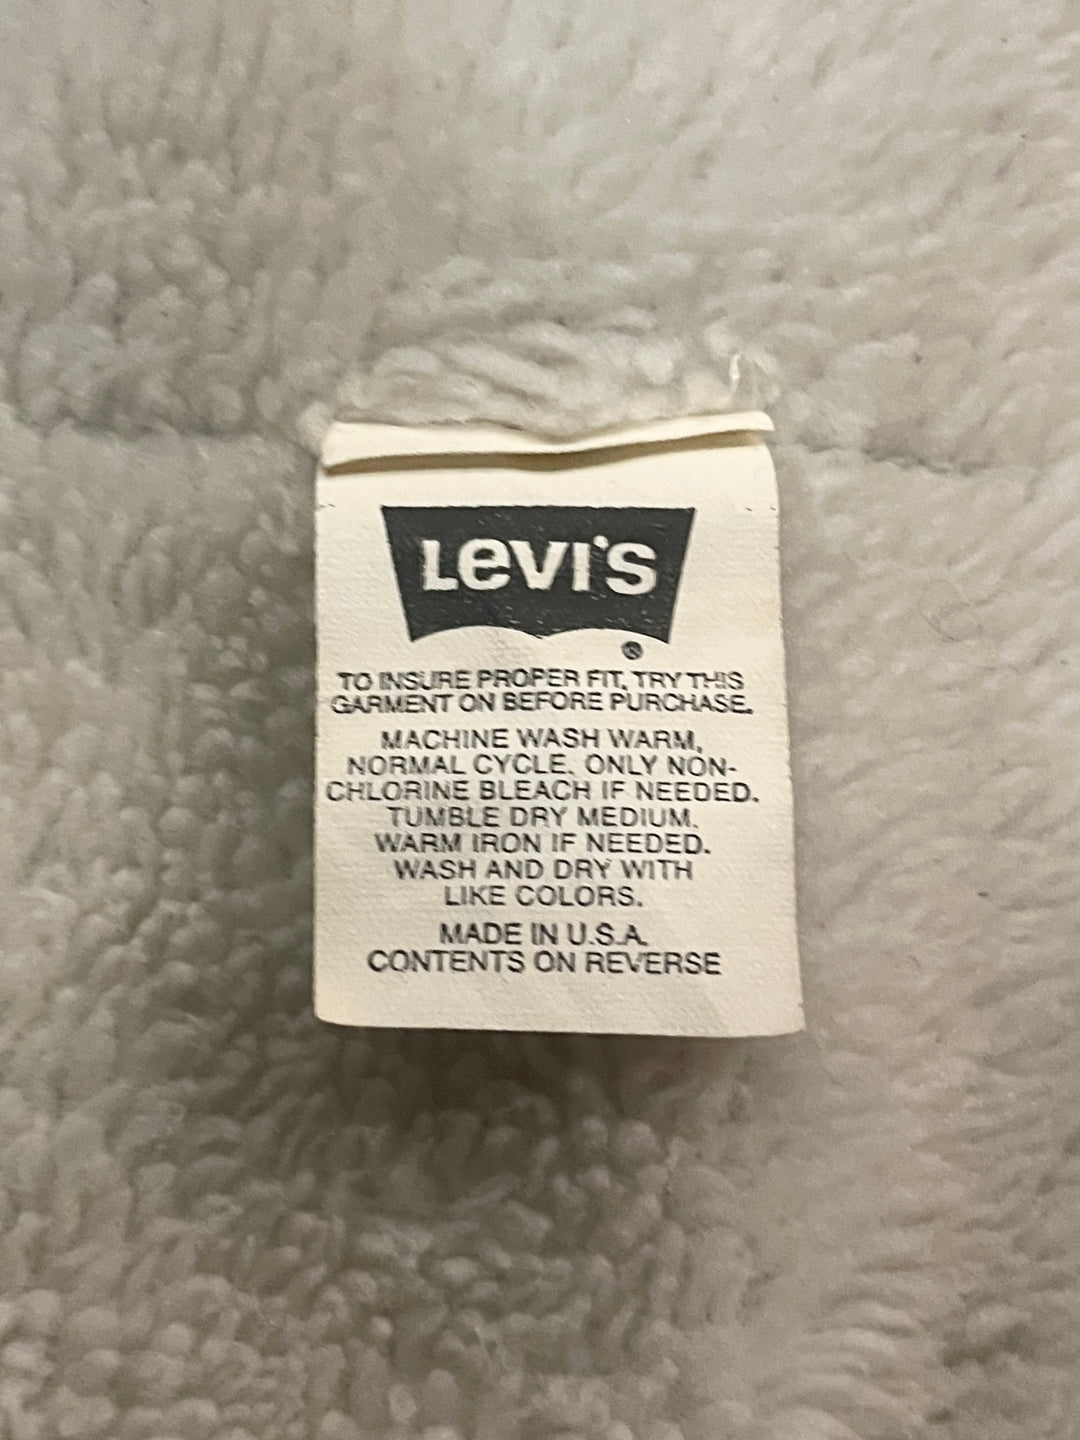 LEVI'S
®
TO INSURE PROPER FIT, TRY THIS
GARMENT ON BEFORE PURCHASE.
MACHINE WASH WARM,
NORMAL CYCLE. ONLY NON-
CHLORINE BLEACH IF NEEDED.
TUMBLE DRY MEDIUM.
WARM IRON IF NEEDED.
WASH AND DRY WITH
LIKE COLORS.
MADE IN U.S.A.
CONTENTS ON REVERSE